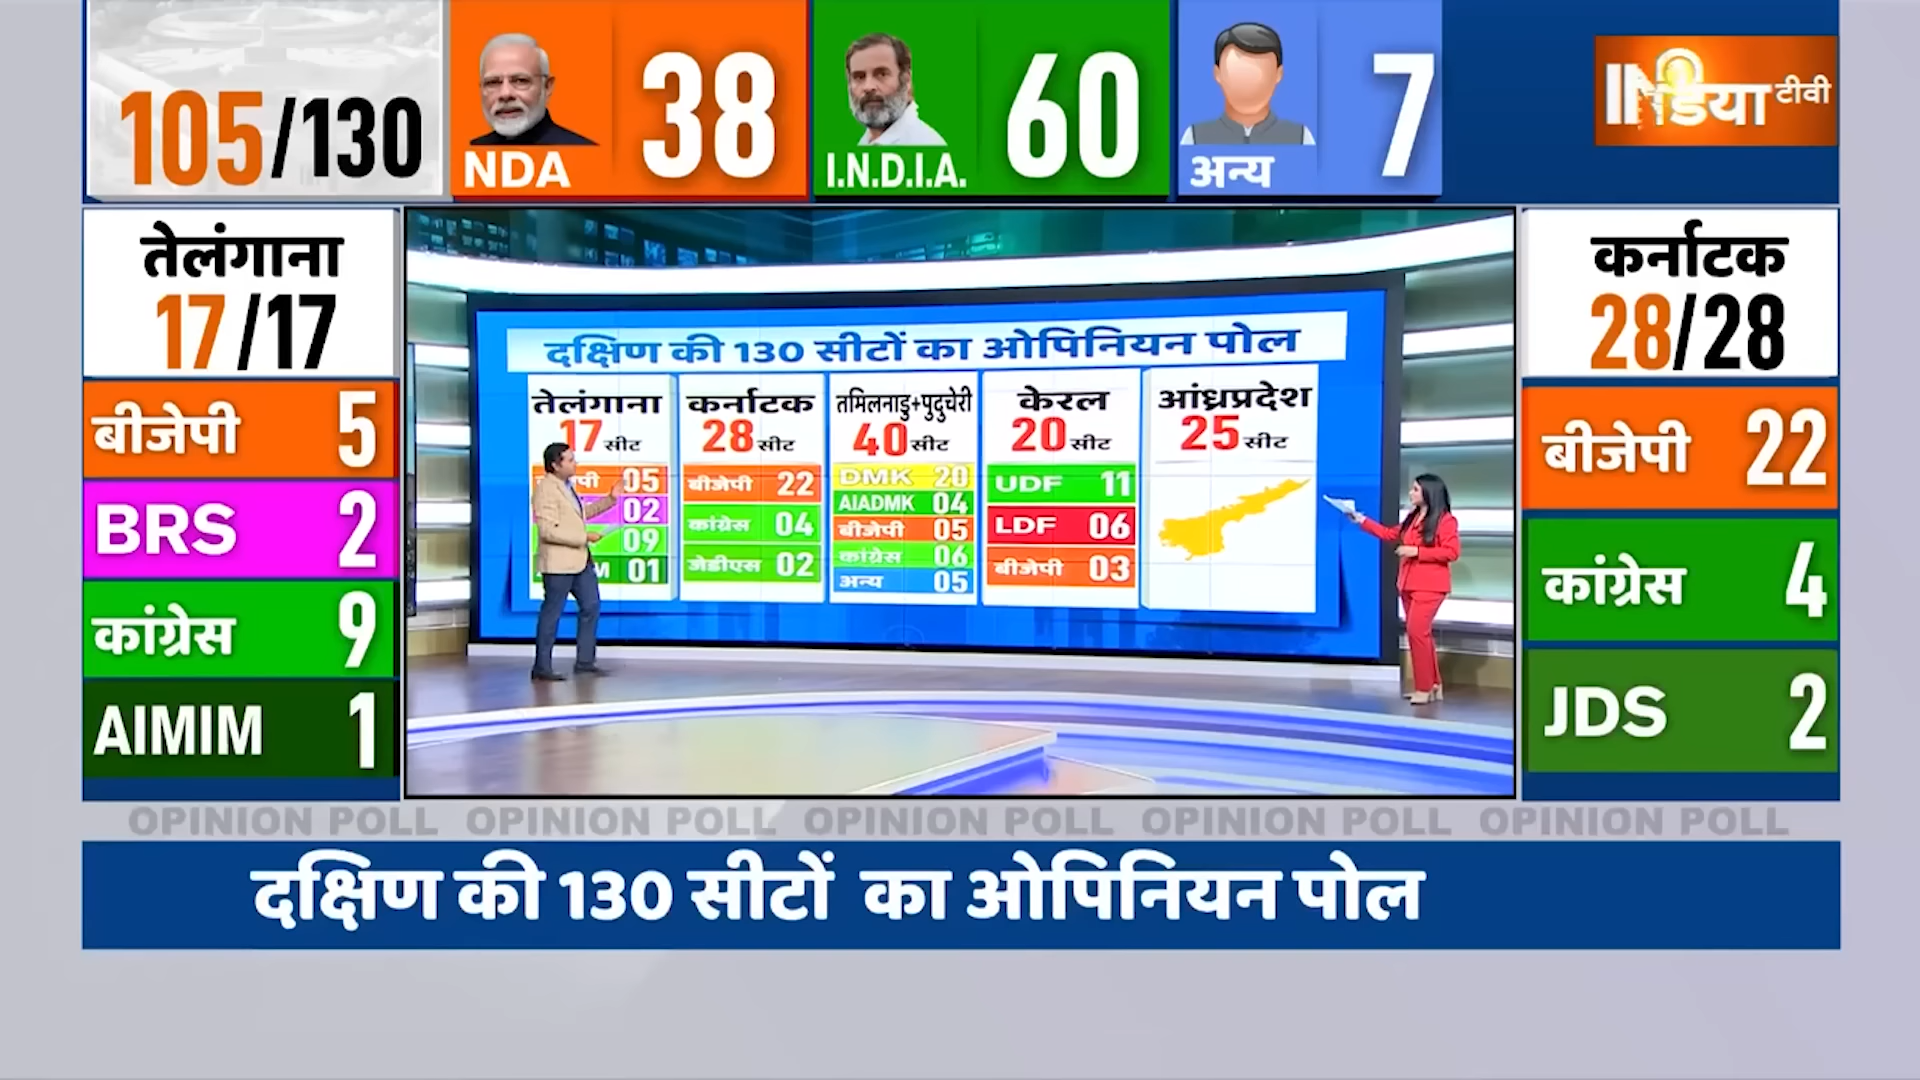 105/130
NDA
38
I.N.D.I.A.
60
अन्य
7
इंडिया टीवी
तेलंगाना
17/17
बीजेपी 5
BRS 2
कांग्रेस 9
AIMIM 1
दक्षिण की 130 सीटों का ओपिनियन पोल
तेलंगाना
17 सीट
05
02
09
01
कर्नाटक
28 सीट
बीजेपी 22
कांग्रेस 04
जेडीएस 02
तमिलनाडु+पुदुचेरी
40 सीट
DMK 20
AIADMK 04
बीजेपी 05
कांग्रेस 06
अन्य 05
केरल
20 सीट
UDF 11
LDF 06
बीजेपी 03
आंध्रप्रदेश
25 सीट
कर्नाटक
28/28
बीजेपी 22
कांग्रेस 4
JDS 2
OPINION POLL OPINION POLL OPINION POLL OPINION POLL OPINION POLL
दक्षिण की 130 सीटों का ओपिनियन पोल